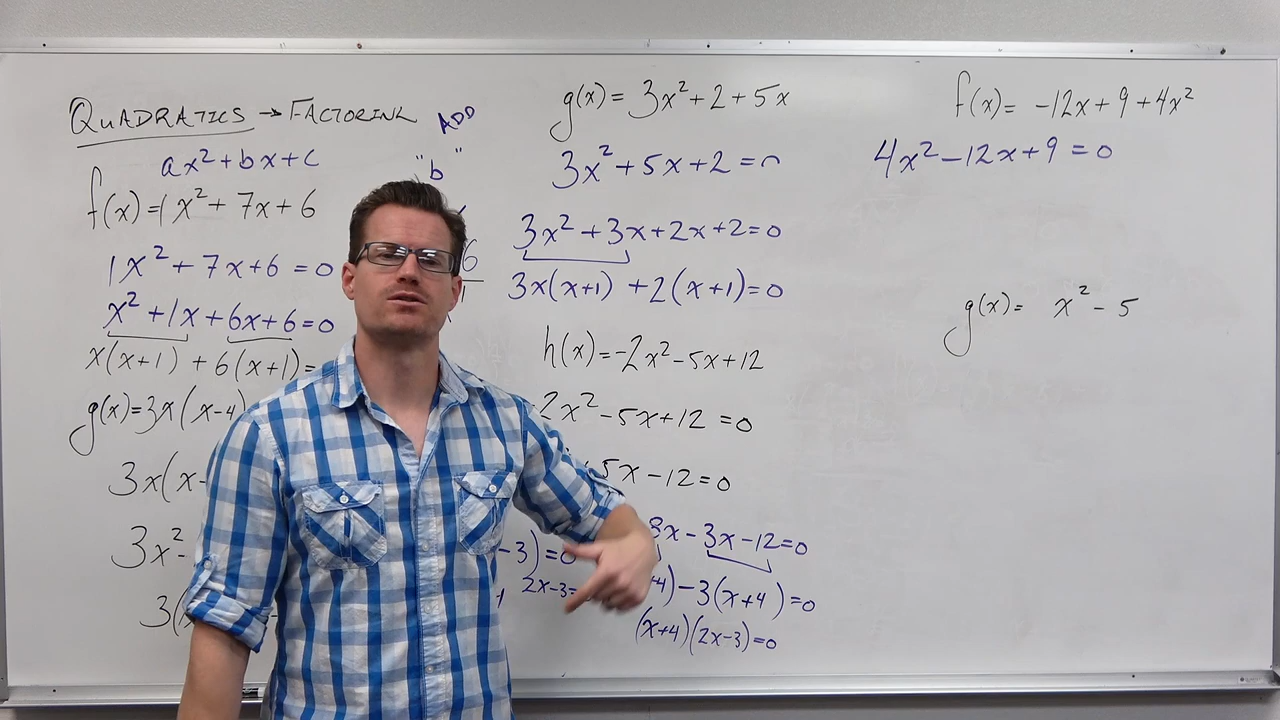 QUADRATICS → FACTORING
ADD
"b"
ax² + bx + c
f(x) = 1x² + 7x + 6
1x² + 7x + 6 = 0
x² + 1x + 6x + 6 = 0
x(x+1) + 6(x+1) =
g(x) = 3x(x-4)
3x(x-
3x² -
3(
6
g(x) = 3x² + 2 + 5x
3x² + 5x + 2 = 0
3x² + 3x + 2x + 2 = 0
3x(x+1) + 2(x+1) = 0
h(x) = -2x² - 5x + 12
2x² - 5x + 12 = 0
5x - 12 = 0
8x - 3x - 12 = 0
+4) - 3(x+4) = 0
(x+4)(2x-3) = 0
-3) = 0
2x-3=
f(x) = -12x + 9 + 4x²
4x² - 12x + 9 = 0
g(x) = x² - 5